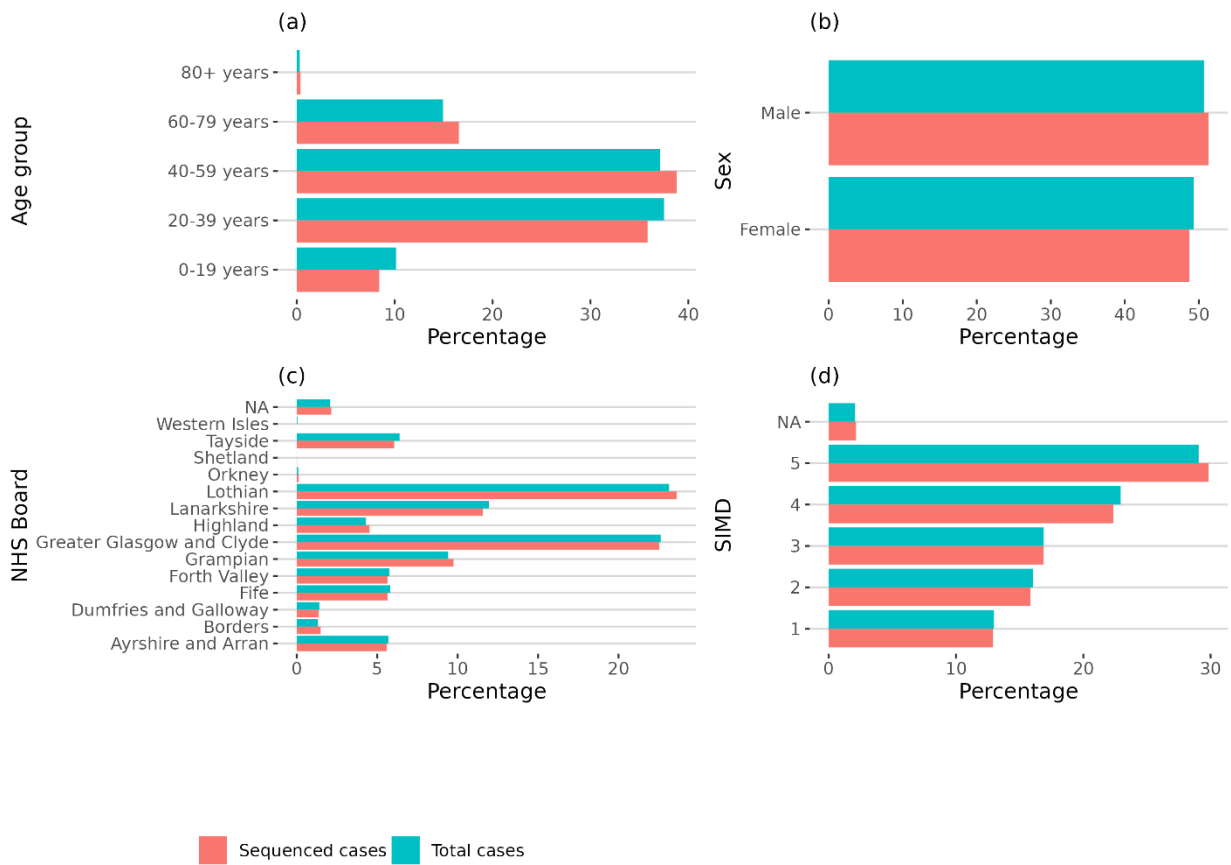 (a)
Age group
80+ years
60-79 years
40-59 years
20-39 years
0-19 years
0 10 20 30 40
Percentage
(b)
Sex
Male
Female
0 10 20 30 40 50
Percentage
(c)
NHS Board
NA
Western Isles
Tayside
Shetland
Orkney
Lothian
Lanarkshire
Highland
Greater Glasgow and Clyde
Grampian
Forth Valley
Fife
Dumfries and Galloway
Borders
Ayrshire and Arran
0 5 10 15 20
Percentage
(d)
SIMD
NA
5
4
3
2
1
0 10 20 30
Percentage
Sequenced cases Total cases